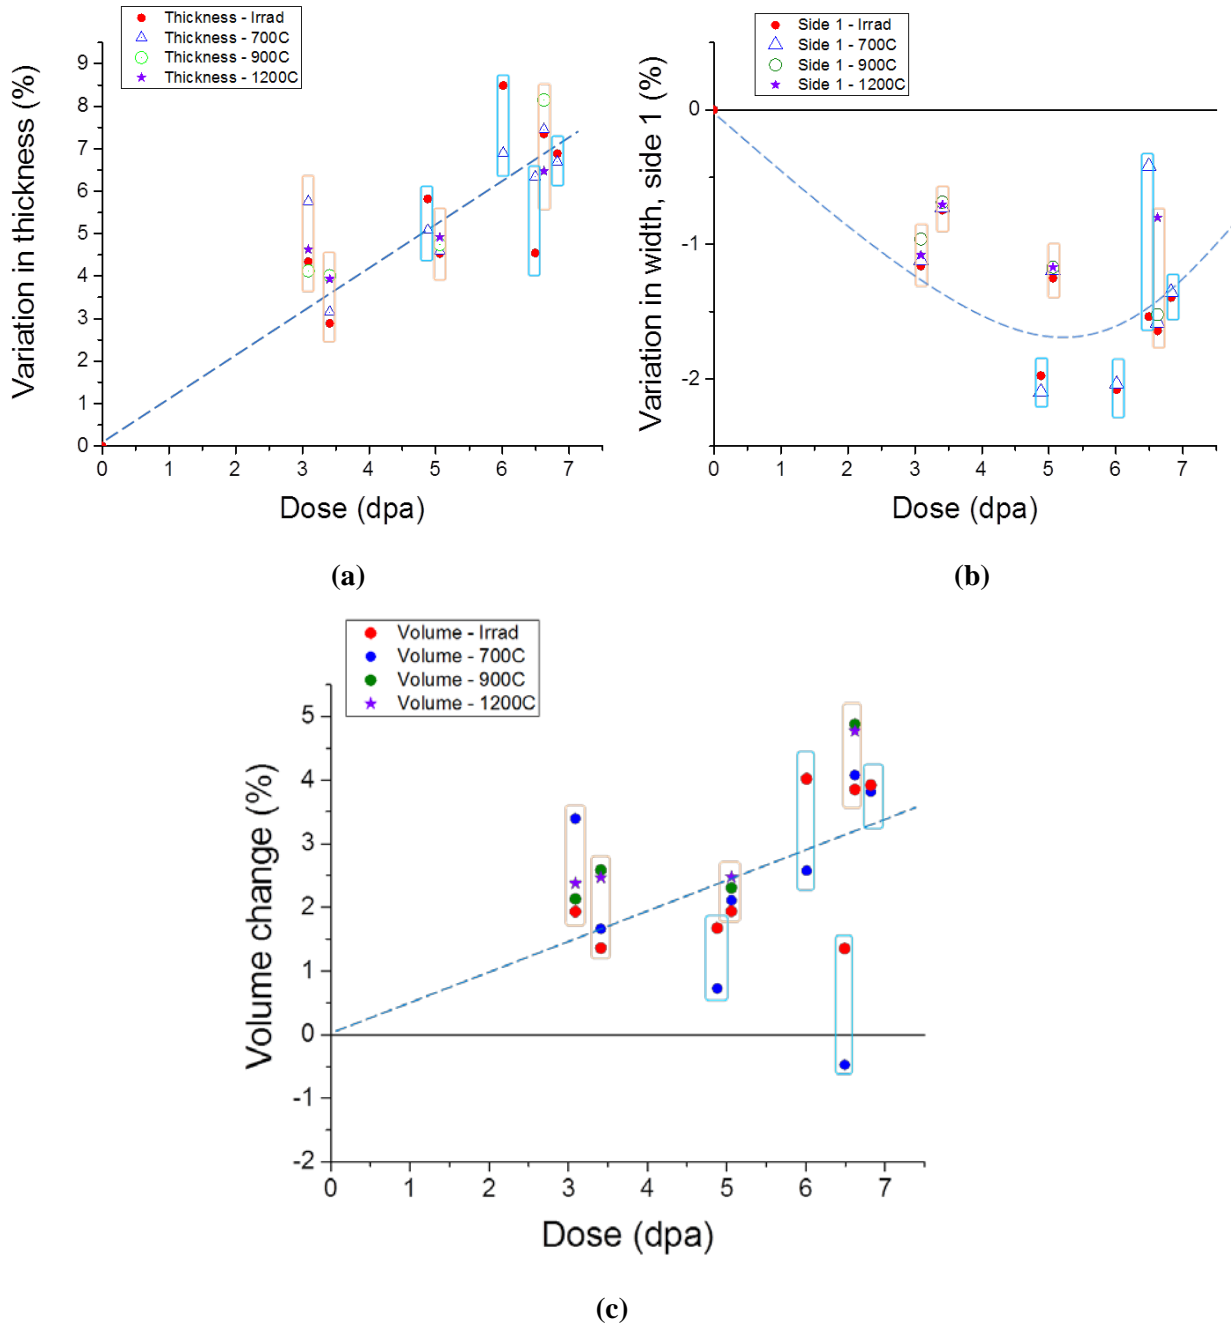 Thickness - Irrad
Thickness - 700C
Thickness - 900C
Thickness - 1200C
Variation in thickness (%)
9
8
7
6
5
4
3
2
1
0
0 1 2 3 4 5 6 7
Dose (dpa)
(a)
Side 1 - Irrad
Side 1 - 700C
Side 1 - 900C
Side 1 - 1200C
Variation in width, side 1 (%)
0
-1
-2
0 1 2 3 4 5 6 7
Dose (dpa)
(b)
Volume - Irrad
Volume - 700C
Volume - 900C
Volume - 1200C
Volume change (%)
5
4
3
2
1
0
-1
-2
0 1 2 3 4 5 6 7
Dose (dpa)
(c)